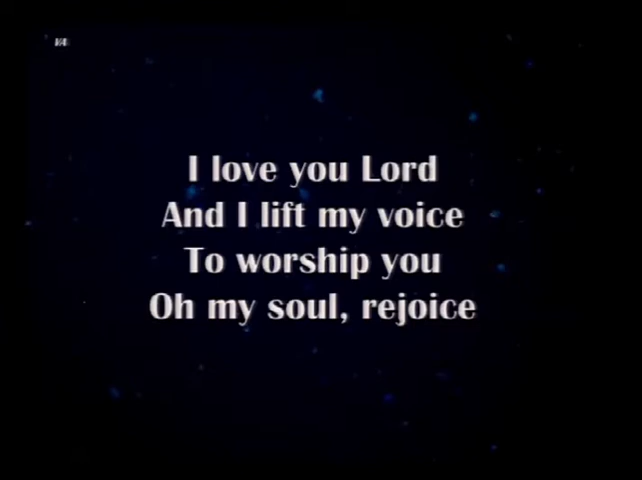 I love you Lord
And I lift my voice
To worship you
Oh my soul, rejoice